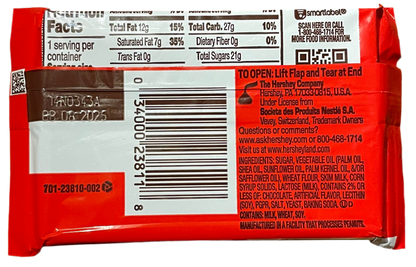 Nutrition
Facts
1 serving per
container
Serving size
Total Fat 12g 15%
Saturated Fat 7g 35%
Trans Fat 0g
Total Carb. 27g 10%
Dietary Fiber 0g 0%
Total Sugars 21g
smartlabel
SCAN HERE OR CALL
1-800-468-1714
FOR MORE INFORMATION
TO OPEN: Lift Flap and Tear at End
The Hershey Company
Hershey, PA 17033-0815, U.S.A.
Under License from
Société des Produits Nestlé S.A.
Vevey, Switzerland, Trademark Owners
Questions or comments?
www.askhershey.com or 800-468-1714
Visit us at www.hersheyland.com
INGREDIENTS: SUGAR, VEGETABLE OIL (PALM OIL,
SHEA OIL, SUNFLOWER OIL, PALM KERNEL OIL, &/OR
SAFFLOWER OIL), WHEAT FLOUR, SKIM MILK, CORN
SYRUP SOLIDS, LACTOSE (MILK), CONTAINS 2% OR
LESS OF: CHOCOLATE, ARTIFICIAL FLAVOR, LECITHIN
(SOY), PGPR, SALT, YEAST, BAKING SODA.
CONTAINS: MILK, WHEAT, SOY.
MANUFACTURED IN A FACILITY THAT PROCESSES PEANUTS.
08 2026
0 34000 23811 8
701-23810-002